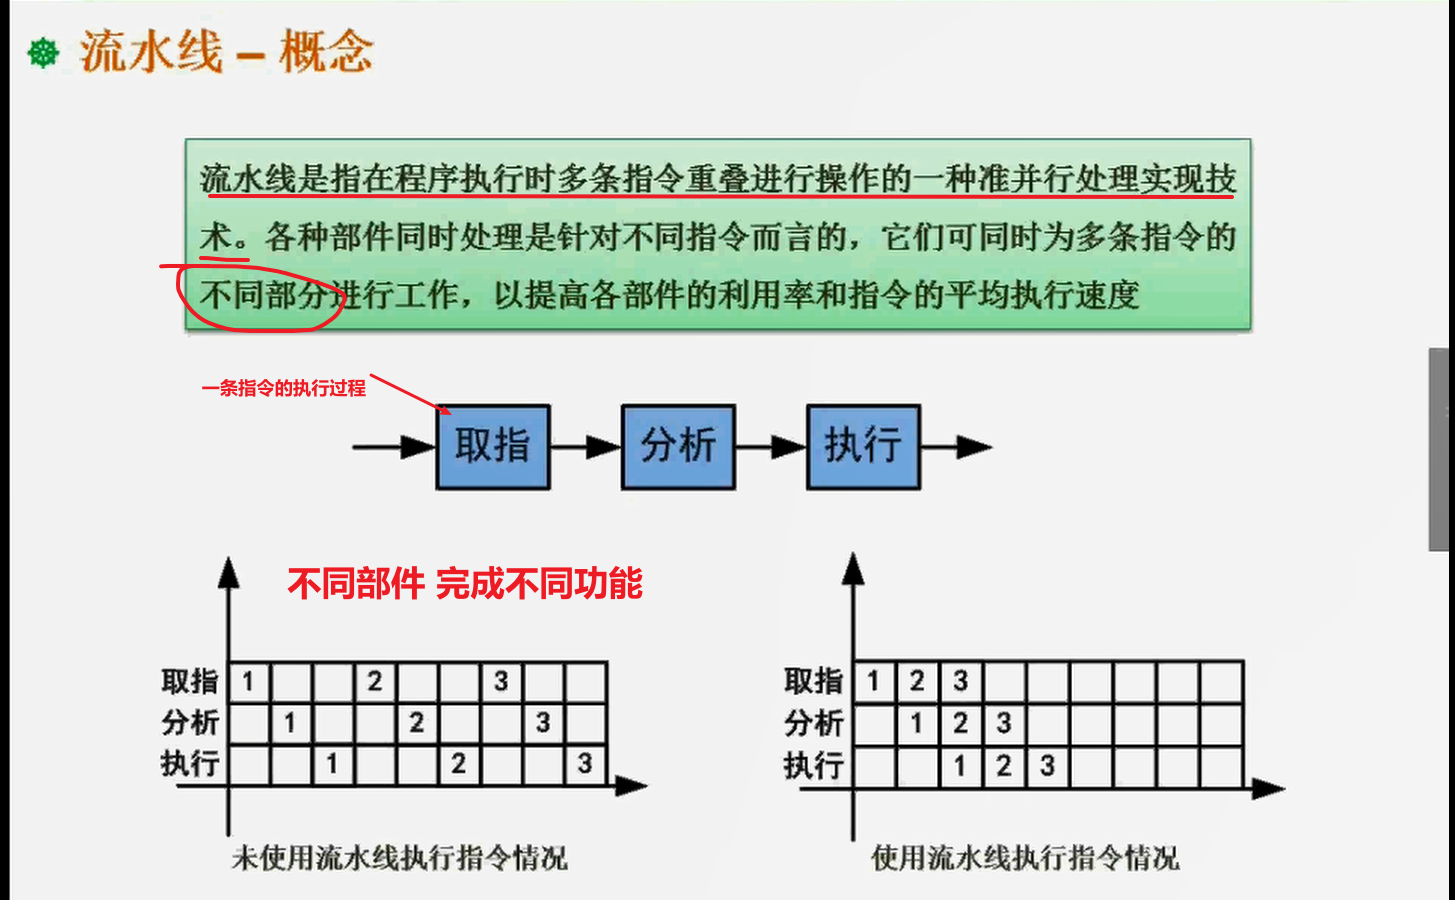 流水线 – 概念
流水线是指在程序执行时多条指令重叠进行操作的一种准并行处理实现技
术。各种部件同时处理是针对不同指令而言的，它们可同时为多条指令的
不同部分进行工作，以提高各部件的利用率和指令的平均执行速度
一条指令的执行过程
取指 分析 执行
不同部件 完成不同功能
取指 1 2 3
分析 1 2 3
执行 1 2 3
未使用流水线执行指令情况
取指 1 2 3
分析 1 2 3
执行 1 2 3
使用流水线执行指令情况